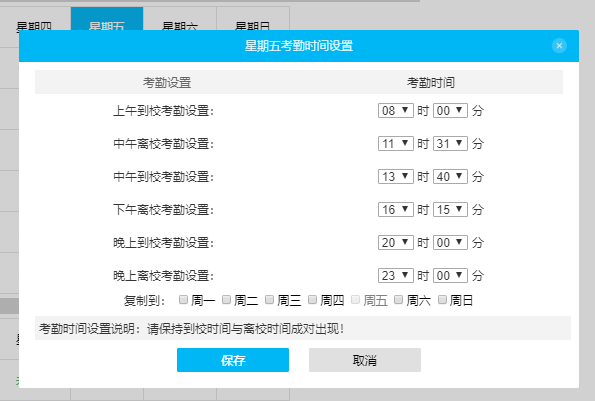 星期四 星期五 星期六 星期日
星期五考勤时间设置 ×
考勤设置 考勤时间
上午到校考勤设置: 08 时 00 分
中午离校考勤设置: 11 时 31 分
中午到校考勤设置: 13 时 40 分
下午离校考勤设置: 16 时 15 分
晚上到校考勤设置: 20 时 00 分
晚上离校考勤设置: 23 时 00 分
复制到: 周一 周二 周三 周四 周五 周六 周日
考勤时间设置说明: 请保持到校时间与离校时间成对出现!
保存 取消